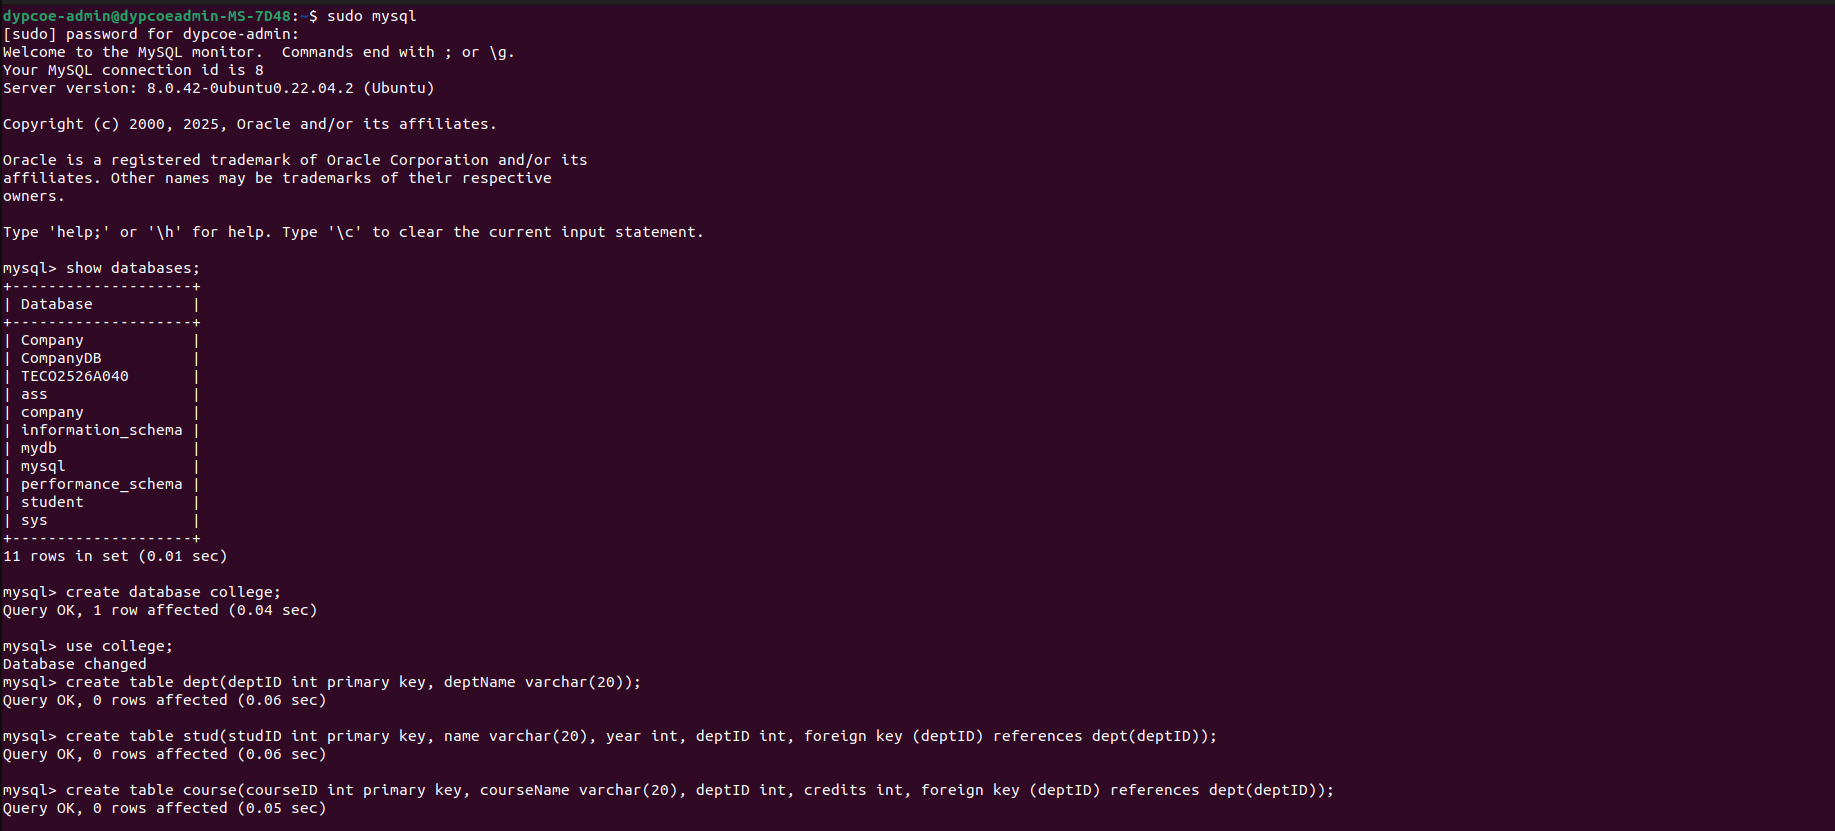 dypcoe-admin@dypcoeadmin-MS-7D48:~$ sudo mysql
[sudo] password for dypcoe-admin:
Welcome to the MySQL monitor.  Commands end with ; or \g.
Your MySQL connection id is 8
Server version: 8.0.42-0ubuntu0.22.04.2 (Ubuntu)

Copyright (c) 2000, 2025, Oracle and/or its affiliates.

Oracle is a registered trademark of Oracle Corporation and/or its
affiliates. Other names may be trademarks of their respective
owners.

Type 'help;' or '\h' for help. Type '\c' to clear the current input statement.

mysql> show databases;
+--------------------+
| Database           |
+--------------------+
| Company            |
| CompanyDB          |
| TECO2526A040       |
| ass                |
| company            |
| information_schema |
| mydb               |
| mysql              |
| performance_schema |
| student            |
| sys                |
+--------------------+
11 rows in set (0.01 sec)

mysql> create database college;
Query OK, 1 row affected (0.04 sec)

mysql> use college;
Database changed
mysql> create table dept(deptID int primary key, deptName varchar(20));
Query OK, 0 rows affected (0.06 sec)

mysql> create table stud(studID int primary key, name varchar(20), year int, deptID int, foreign key (deptID) references dept(deptID));
Query OK, 0 rows affected (0.06 sec)

mysql> create table course(courseID int primary key, courseName varchar(20), deptID int, credits int, foreign key (deptID) references dept(deptID));
Query OK, 0 rows affected (0.05 sec)